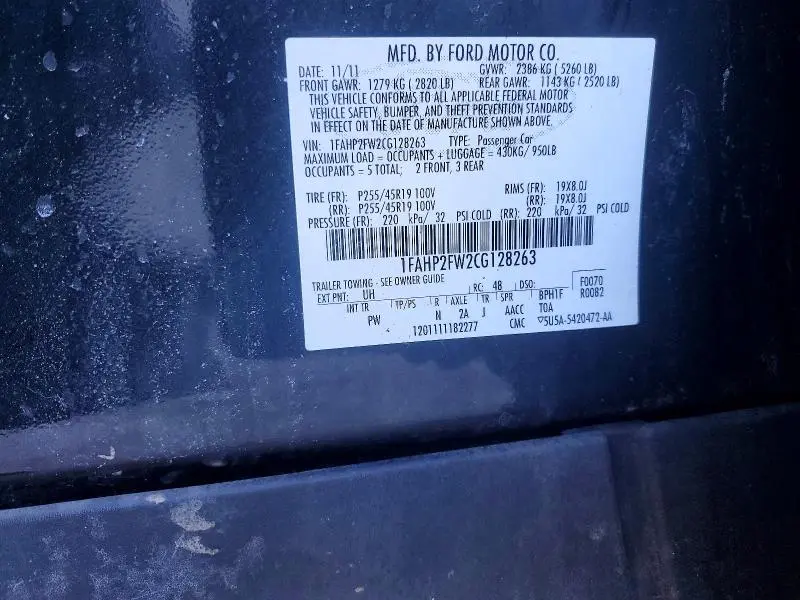 MFD. BY FORD MOTOR CO.
DATE: 11/11 GVWR: 2386 KG ( 5260 LB)
FRONT GAWR: 1279 KG ( 2820 LB) REAR GAWR: 1143 KG ( 2520 LB)
THIS VEHICLE CONFORMS TO ALL APPLICABLE FEDERAL MOTOR
VEHICLE SAFETY, BUMPER, AND THEFT PREVENTION STANDARDS
IN EFFECT ON THE DATE OF MANUFACTURE SHOWN ABOVE.
VIN: 1FAHP2FW2CG128263 TYPE: Passenger Car
MAXIMUM LOAD = OCCUPANTS + LUGGAGE = 430KG/ 950LB
OCCUPANTS = 5 TOTAL; 2 FRONT, 3 REAR
TIRE (FR): P255/45R19 100V RIMS (FR): 19X8.0J
(RR): P255/45R19 100V (RR): 19X8.0J
PRESSURE (FR): 220 kPa/ 32 PSI COLD (RR): 220 kPa/ 32 PSI COLD
1FAHP2FW2CG128263
TRAILER TOWING - SEE OWNER GUIDE
EXT PNT: UH RC: 48 DSO: F0070
INT TR TP/PS R AXLE TR SPR BPH1F R0082
PW N 2A J AACC TOA
1201111182277 CMC ▽5U5A-5420472-AA